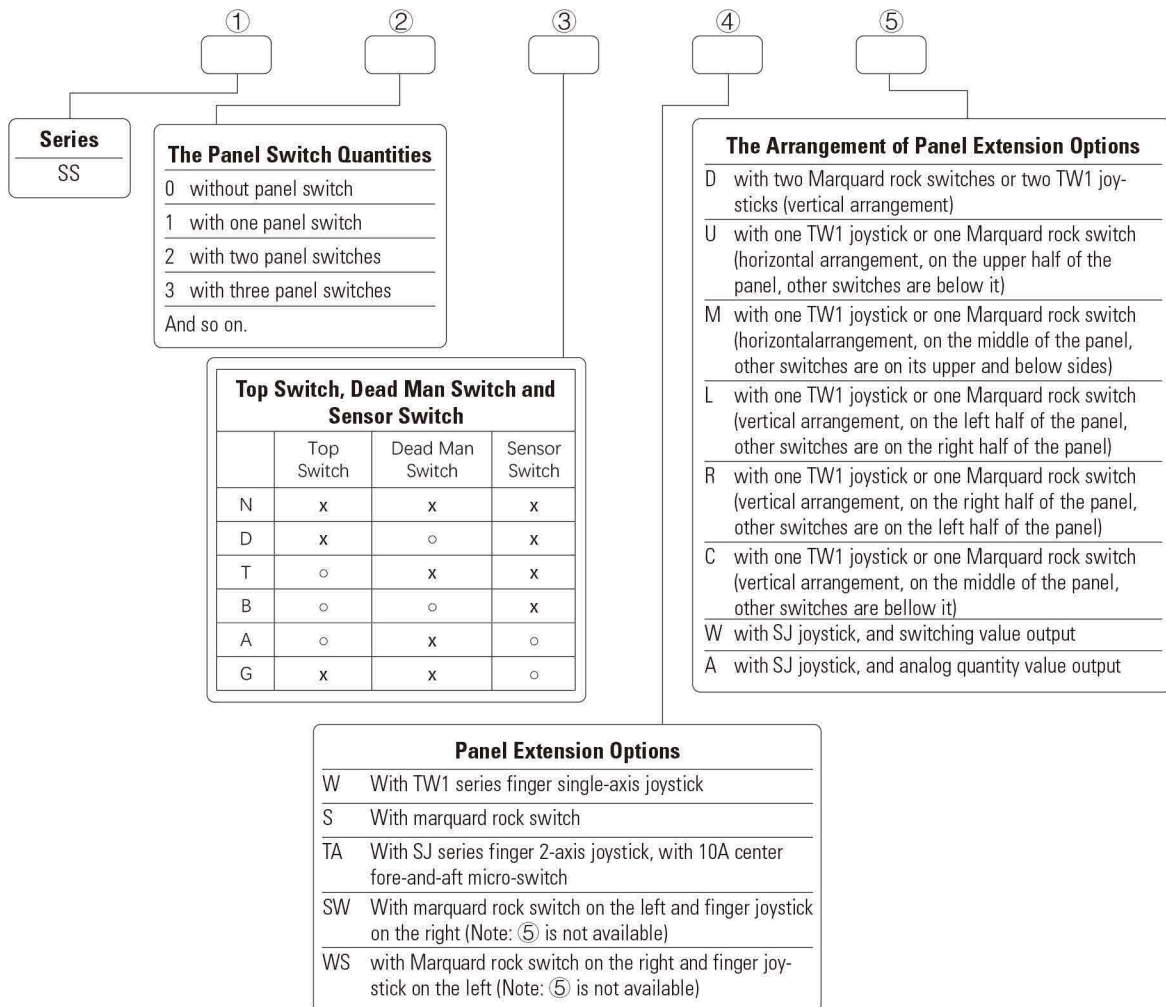 ① ② ③ ④ ⑤
Series
SS
The Panel Switch Quantities
0 without panel switch
1 with one panel switch
2 with two panel switches
3 with three panel switches
And so on.
Top Switch, Dead Man Switch and
Sensor Switch
Top Switch Dead Man Switch Sensor Switch
N x x x
D x ○ x
T ○ x x
B ○ ○ x
A ○ x ○
G x x ○
The Arrangement of Panel Extension Options
D with two Marquard rock switches or two TW1 joy-
sticks (vertical arrangement)
U with one TW1 joystick or one Marquard rock switch
(horizontal arrangement, on the upper half of the
panel, other switches are below it)
M with one TW1 joystick or one Marquard rock switch
(horizontalarrangement, on the middle of the panel,
other switches are on its upper and below sides)
L with one TW1 joystick or one Marquard rock switch
(vertical arrangement, on the left half of the panel,
other switches are on the right half of the panel)
R with one TW1 joystick or one Marquard rock switch
(vertical arrangement, on the right half of the panel,
other switches are on the left half of the panel)
C with one TW1 joystick or one Marquard rock switch
(vertical arrangement, on the middle of the panel,
other switches are bellow it)
W with SJ joystick, and switching value output
A with SJ joystick, and analog quantity value output
Panel Extension Options
W With TW1 series finger single-axis joystick
S With marquard rock switch
TA With SJ series finger 2-axis joystick, with 10A center
fore-and-aft micro-switch
SW With marquard rock switch on the left and finger joystick
on the right (Note: ⑤ is not available)
WS with Marquard rock switch on the right and finger joy-
stick on the left (Note: ⑤ is not available)